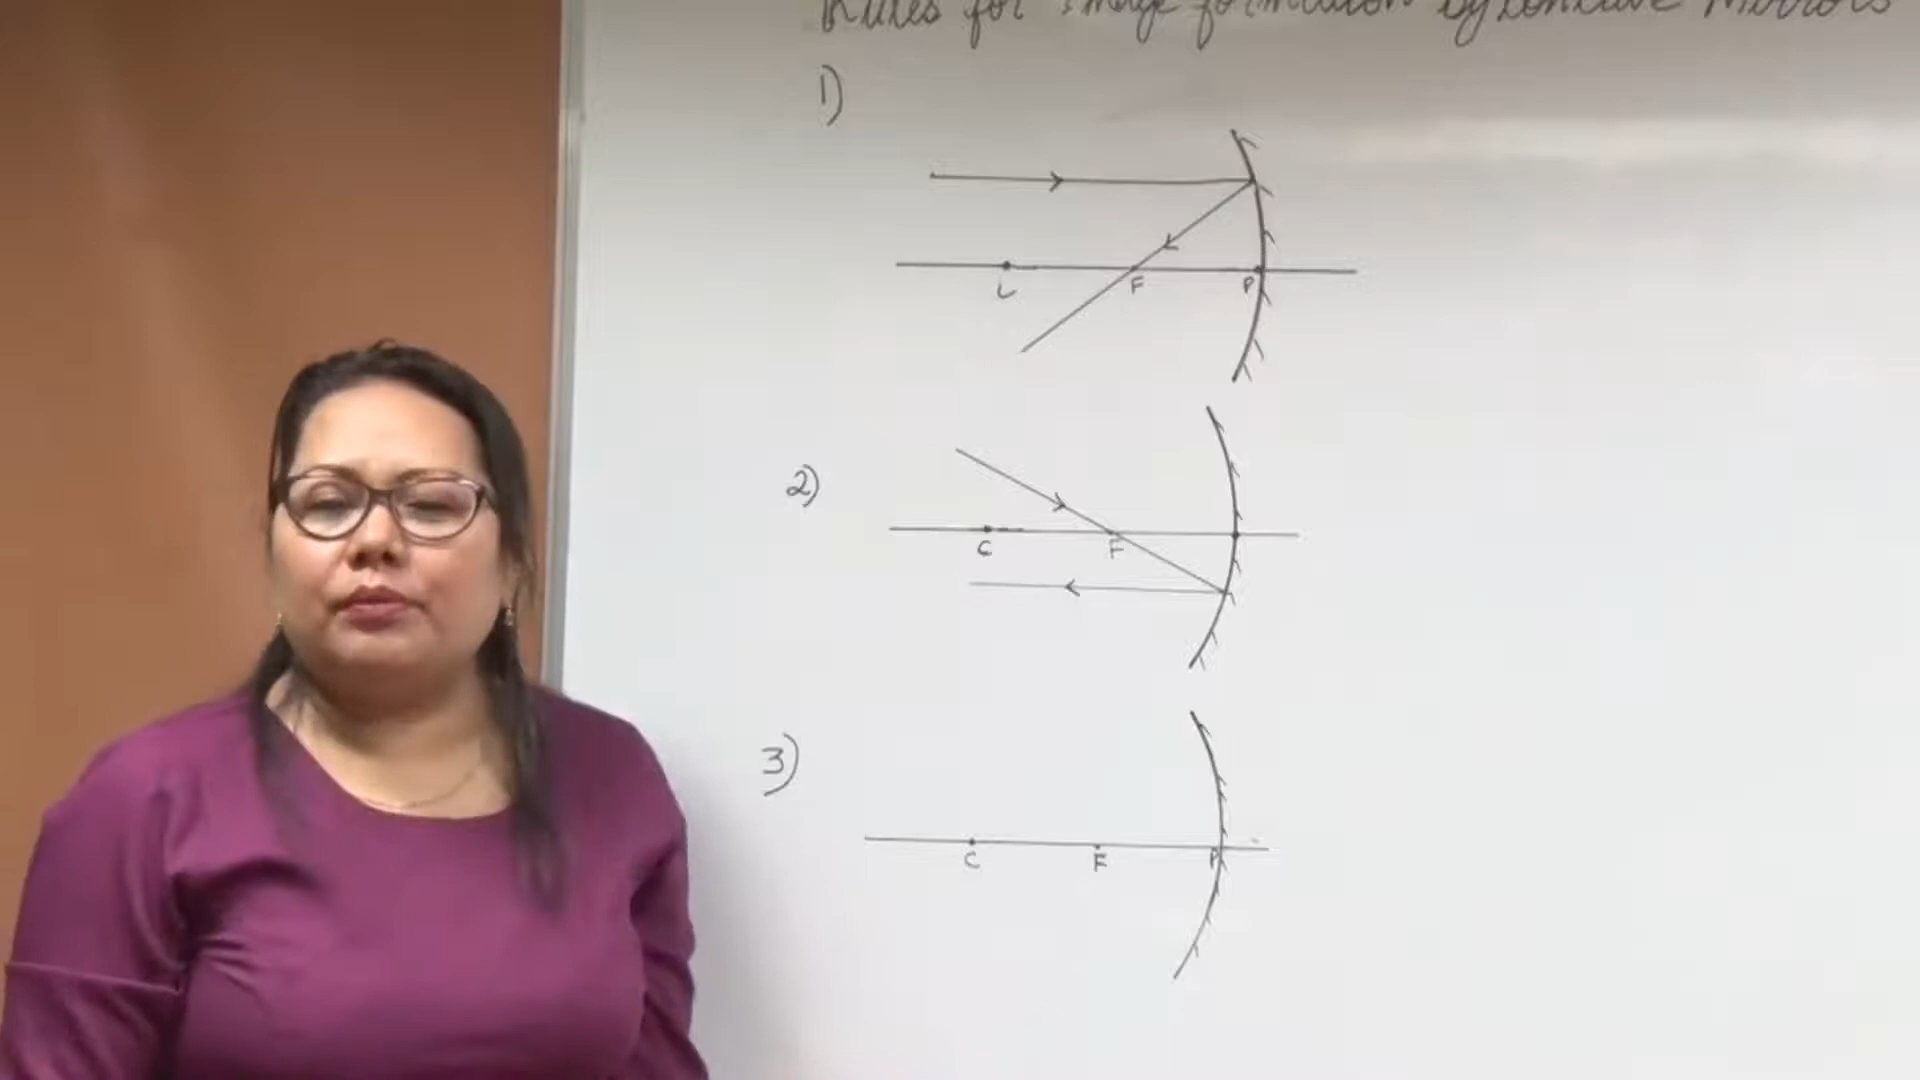 Rules for Image formation by concave Mirrors
1)
C F P
2)
C F
3)
C F P